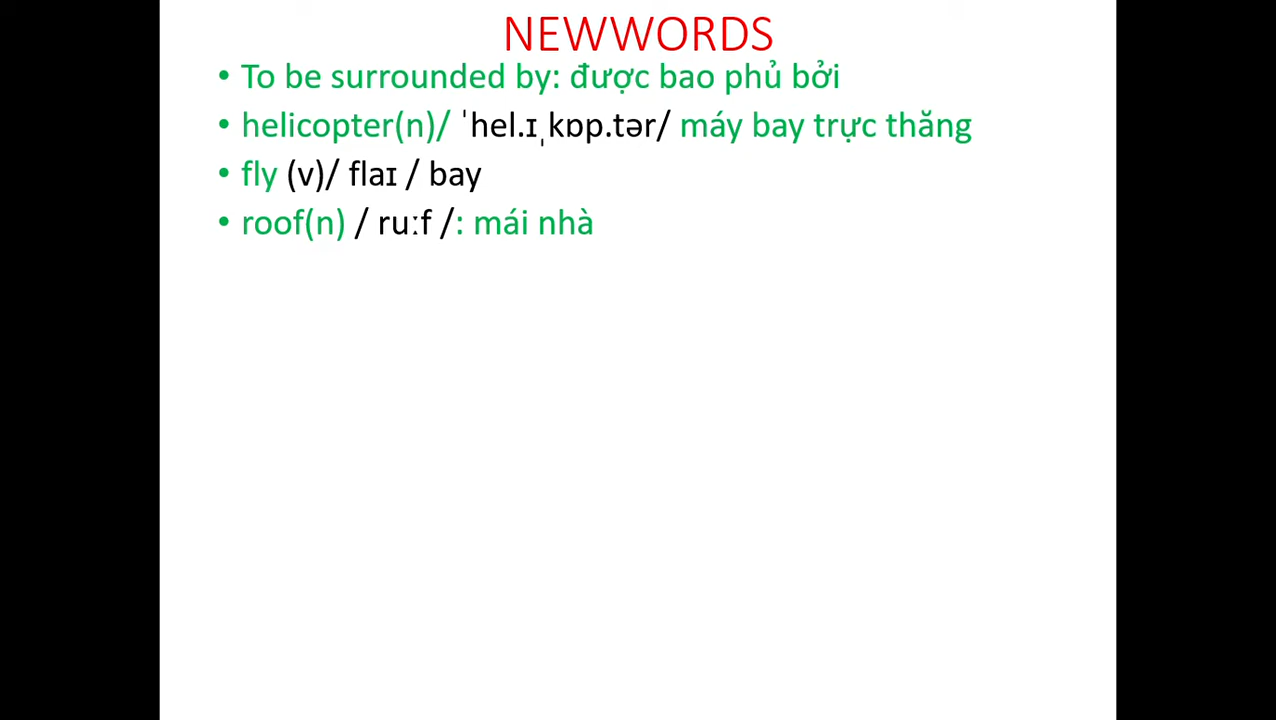 NEWWORDS
• To be surrounded by: được bao phủ bởi
• helicopter(n)/ ˈhel.ɪˌkɒp.tər/ máy bay trực thăng
• fly (v)/ flaɪ / bay
• roof(n) / ruːf /: mái nhà